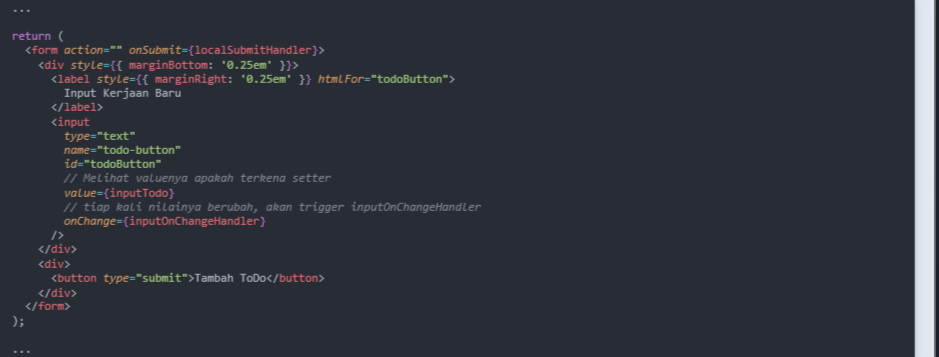 ...
return (
  <form action="" onSubmit={localSubmitHandler}>
    <div style={{ marginBottom: '0.25em' }}>
      <label style={{ marginRight: '0.25em' }} htmlFor="todoButton">
        Input Kerjaan Baru
      </label>
      <input
        type="text"
        name="todo-button"
        id="todoButton"
        // Melihat valuenya apakah terkena setter
        value={inputTodo}
        // tiap kali nilainya berubah, akan trigger inputOnChangeHandler
        onChange={inputOnChangeHandler}
      />
    </div>
    <div>
      <button type="submit">Tambah ToDo</button>
    </div>
  </form>
);
...